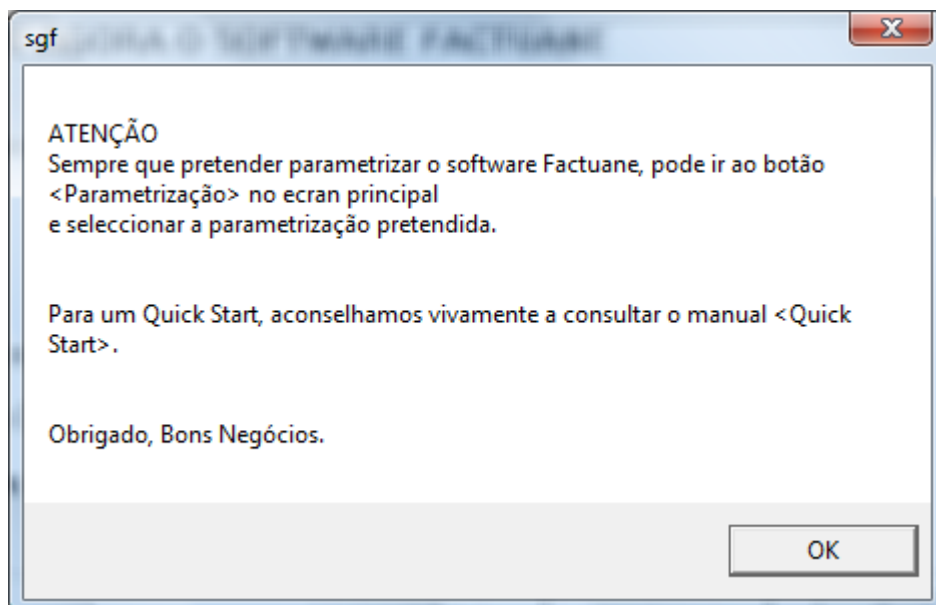 sgf
ATENÇÃO
Sempre que pretender parametrizar o software Factuane, pode ir ao botão
<Parametrização> no ecran principal
e seleccionar a parametrização pretendida.
Para um Quick Start, aconselhamos vivamente a consultar o manual <Quick
Start>.
Obrigado, Bons Negócios.
OK